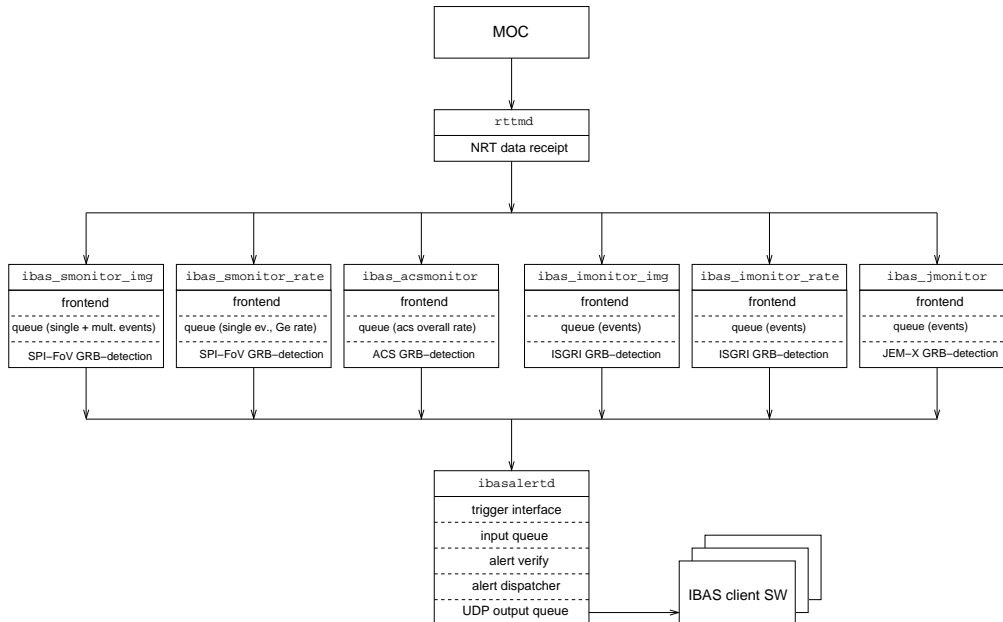 MOC
rttmd
NRT data receipt
ibas_smonitor_img
frontend
queue (single + mult. events)
SPI−FoV GRB−detection
ibas_smonitor_rate
frontend
queue (single ev., Ge rate)
SPI−FoV GRB−detection
ibas_acsmonitor
frontend
queue (acs overall rate)
ACS GRB−detection
ibas_imonitor_img
frontend
queue (events)
ISGRI GRB−detection
ibas_imonitor_rate
frontend
queue (events)
ISGRI GRB−detection
ibas_jmonitor
frontend
queue (events)
JEM−X GRB−detection
ibasalertd
trigger interface
input queue
alert verify
alert dispatcher
UDP output queue
IBAS client SW